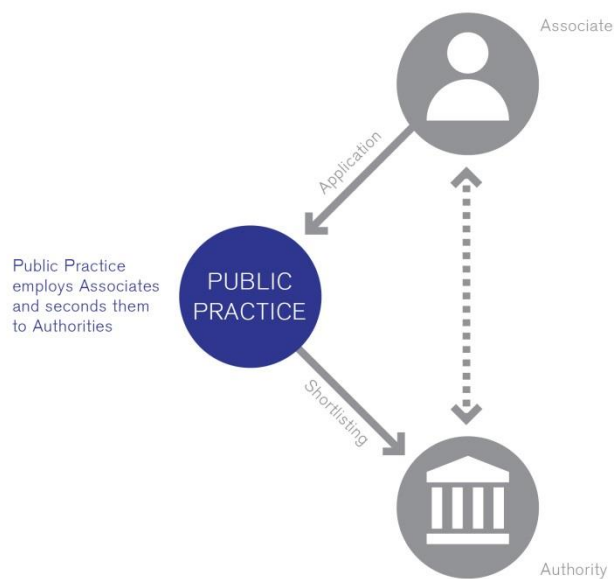 Associate
Application
Public Practice
employs Associates
and seconds them
to Authorities
PUBLIC
PRACTICE
Shortlisting
Authority